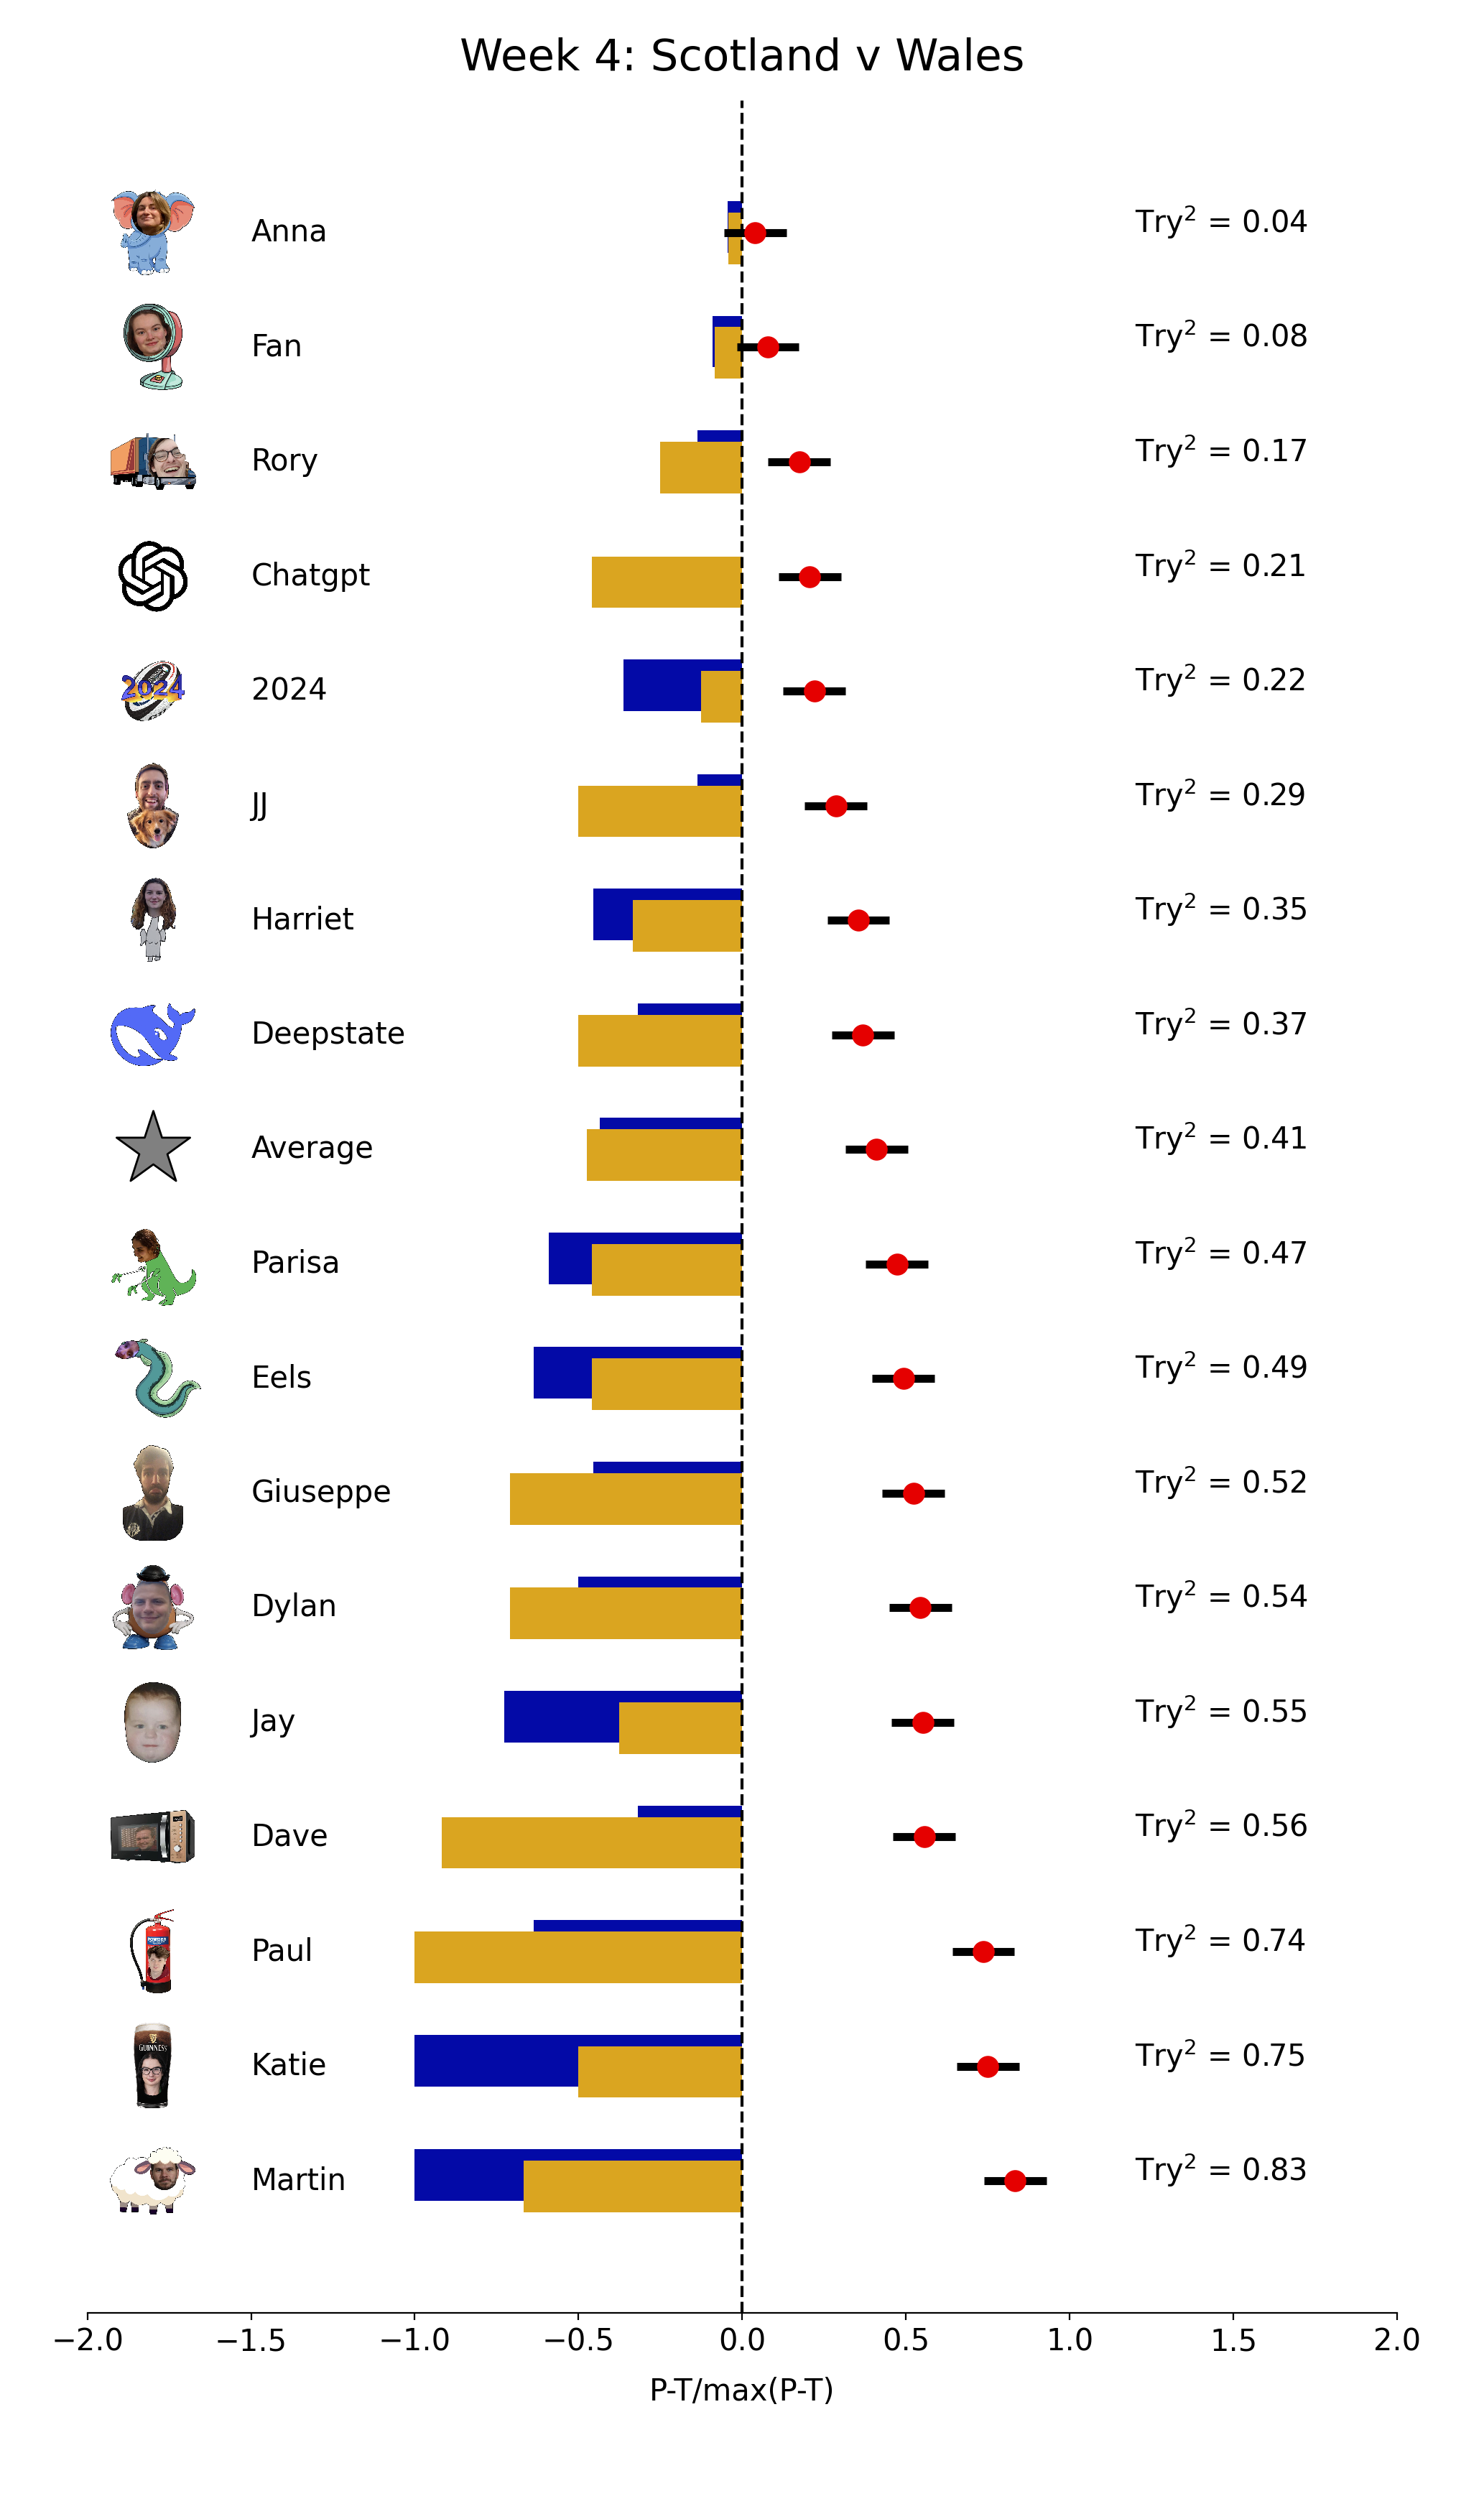 Week 4: Scotland v Wales
Anna Try² = 0.04
Fan Try² = 0.08
Rory Try² = 0.17
Chatgpt Try² = 0.21
2024 2024 Try² = 0.22
JJ Try² = 0.29
Harriet Try² = 0.35
Deepstate Try² = 0.37
Average Try² = 0.41
Parisa Try² = 0.47
Eels Try² = 0.49
Giuseppe Try² = 0.52
Dylan Try² = 0.54
Jay Try² = 0.55
Dave Try² = 0.56
Paul Try² = 0.74
GUINNESS Katie Try² = 0.75
Martin Try² = 0.83
−2.0 −1.5 −1.0 −0.5 0.0 0.5 1.0 1.5 2.0
P-T/max(P-T)